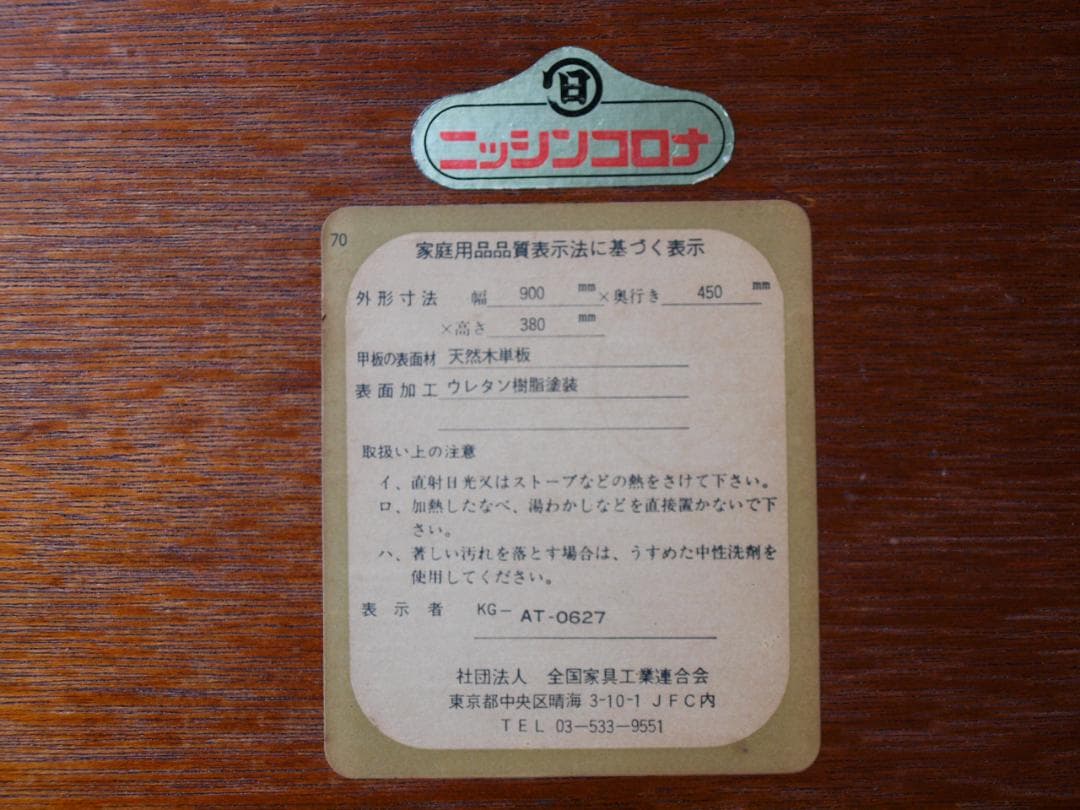 日
ニッシンコロナ
70
家庭用品品質表示法に基づく表示
外形寸法 幅 900 mm ×奥行き 450 mm
×高さ 380 mm
甲板の表面材 天然木単板
表面加工 ウレタン樹脂塗装
取扱い上の注意
イ、直射日光又はストーブなどの熱をさけて下さい。
ロ、加熱したなべ、湯わかしなどを直接置かないで下
さい。
ハ、著しい汚れを落とす場合は、うすめた中性洗剤を
使用してください。
表示者 KG- AT-0627
社団法人 全国家具工業連合会
東京都中央区晴海 3-10-1 JFC内
TEL 03-533-9551